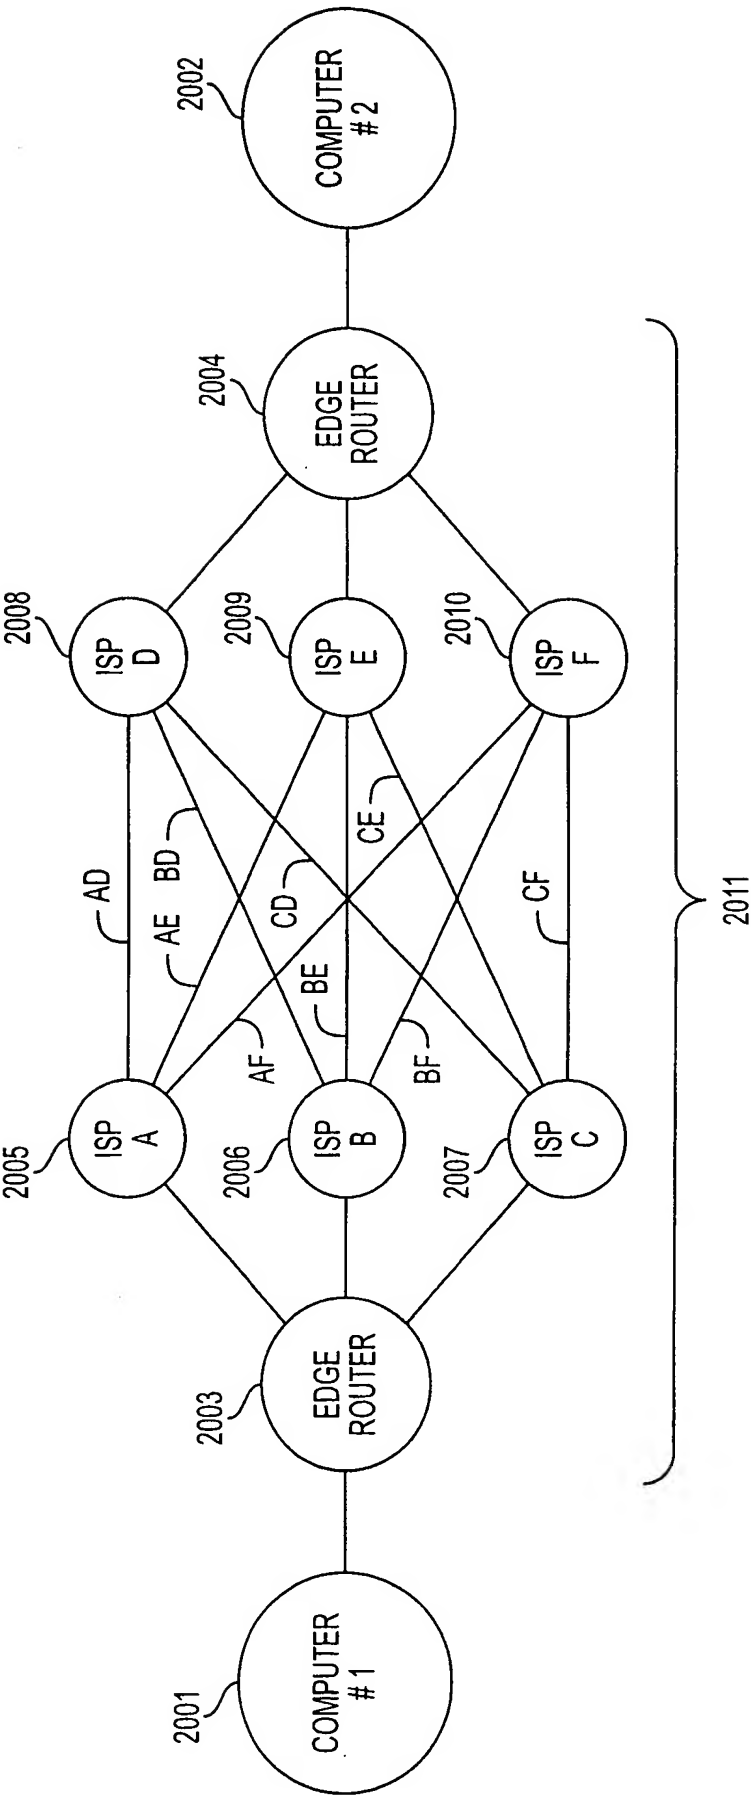 2001
COMPUTER
#1
2003
EDGE
ROUTER
2005
ISP
A
2006
ISP
B
2007
ISP
C
AD
AE
BD
AF
CD
BE
BF
CE
CF
2008
ISP
D
2009
ISP
E
2010
ISP
F
2004
EDGE
ROUTER
2002
COMPUTER
#2
2011